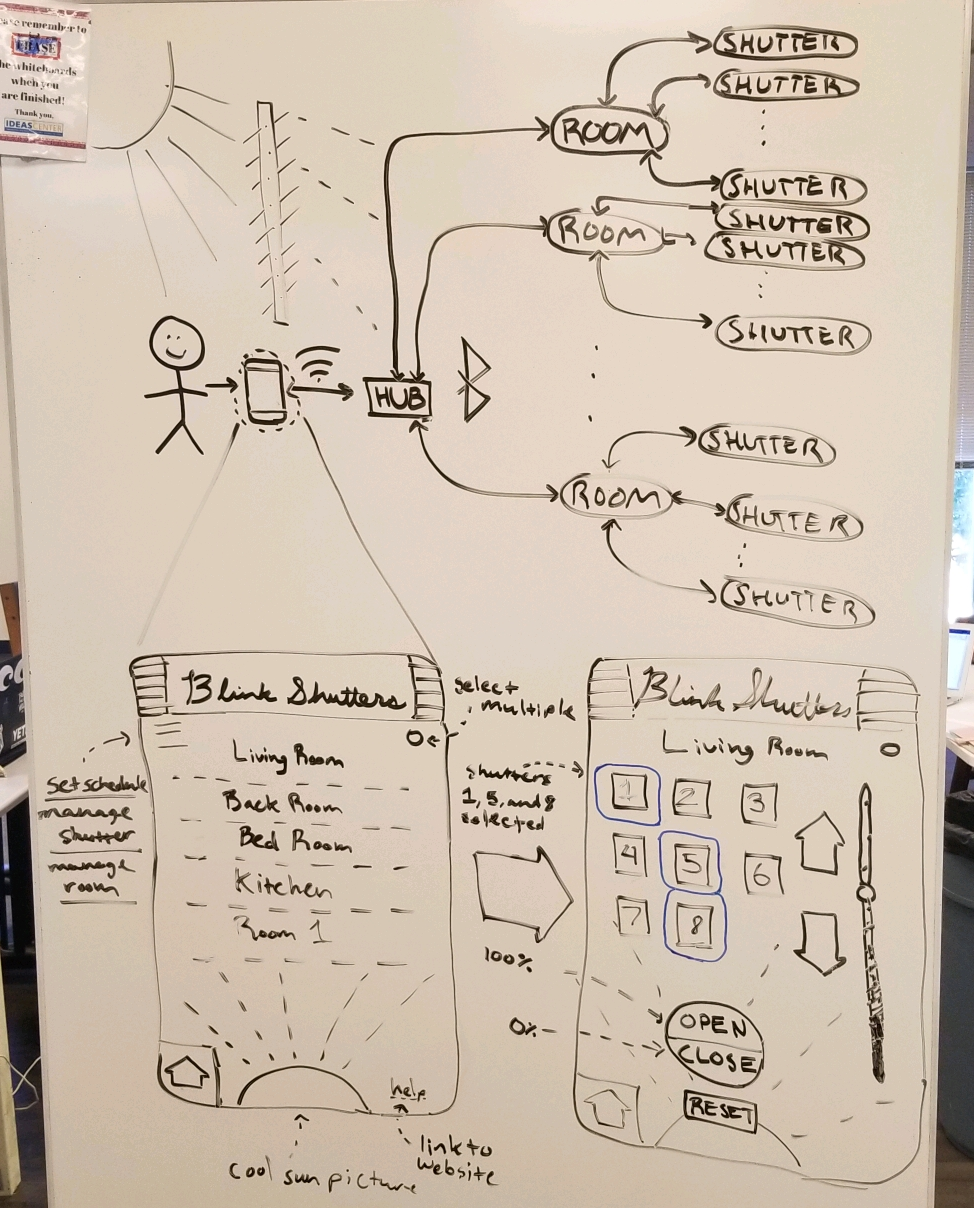 remember to
ERASE
the whiteboards
when you
are finished!
Thank you,
IDEAS CENTER
SHUTTER
SHUTTER
ROOM
SHUTTER
SHUTTER
ROOM
SHUTTER
SHUTTER
HUB
SHUTTER
ROOM
SHUTTER
SHUTTER
Blink Shutters
Living Room
Back Room
Bed Room
Kitchen
Room 1
help
set schedule
manage
shutter
manage
room
cool sun picture
link to
website
select
multiple
shutters
1, 5, and 8
selected
100%
0%
Blink Shutters
Living Room
1 2 3
4 5 6
7 8
OPEN
CLOSE
RESET